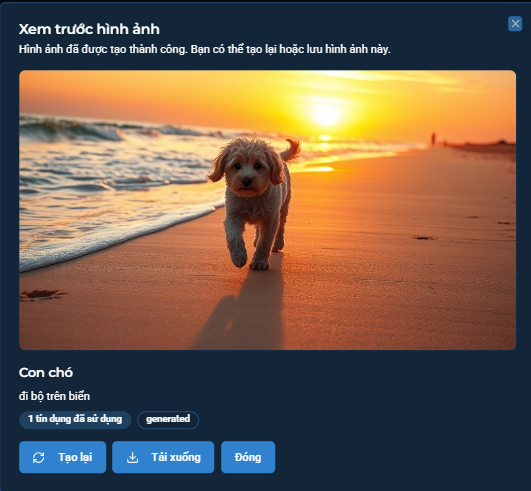 Xem trước hình ảnh
Hình ảnh đã được tạo thành công. Bạn có thể tạo lại hoặc lưu hình ảnh này.
Con chó
đi bộ trên biển
1 tín dụng đã sử dụng generated
Tạo lại Tải xuống Đóng